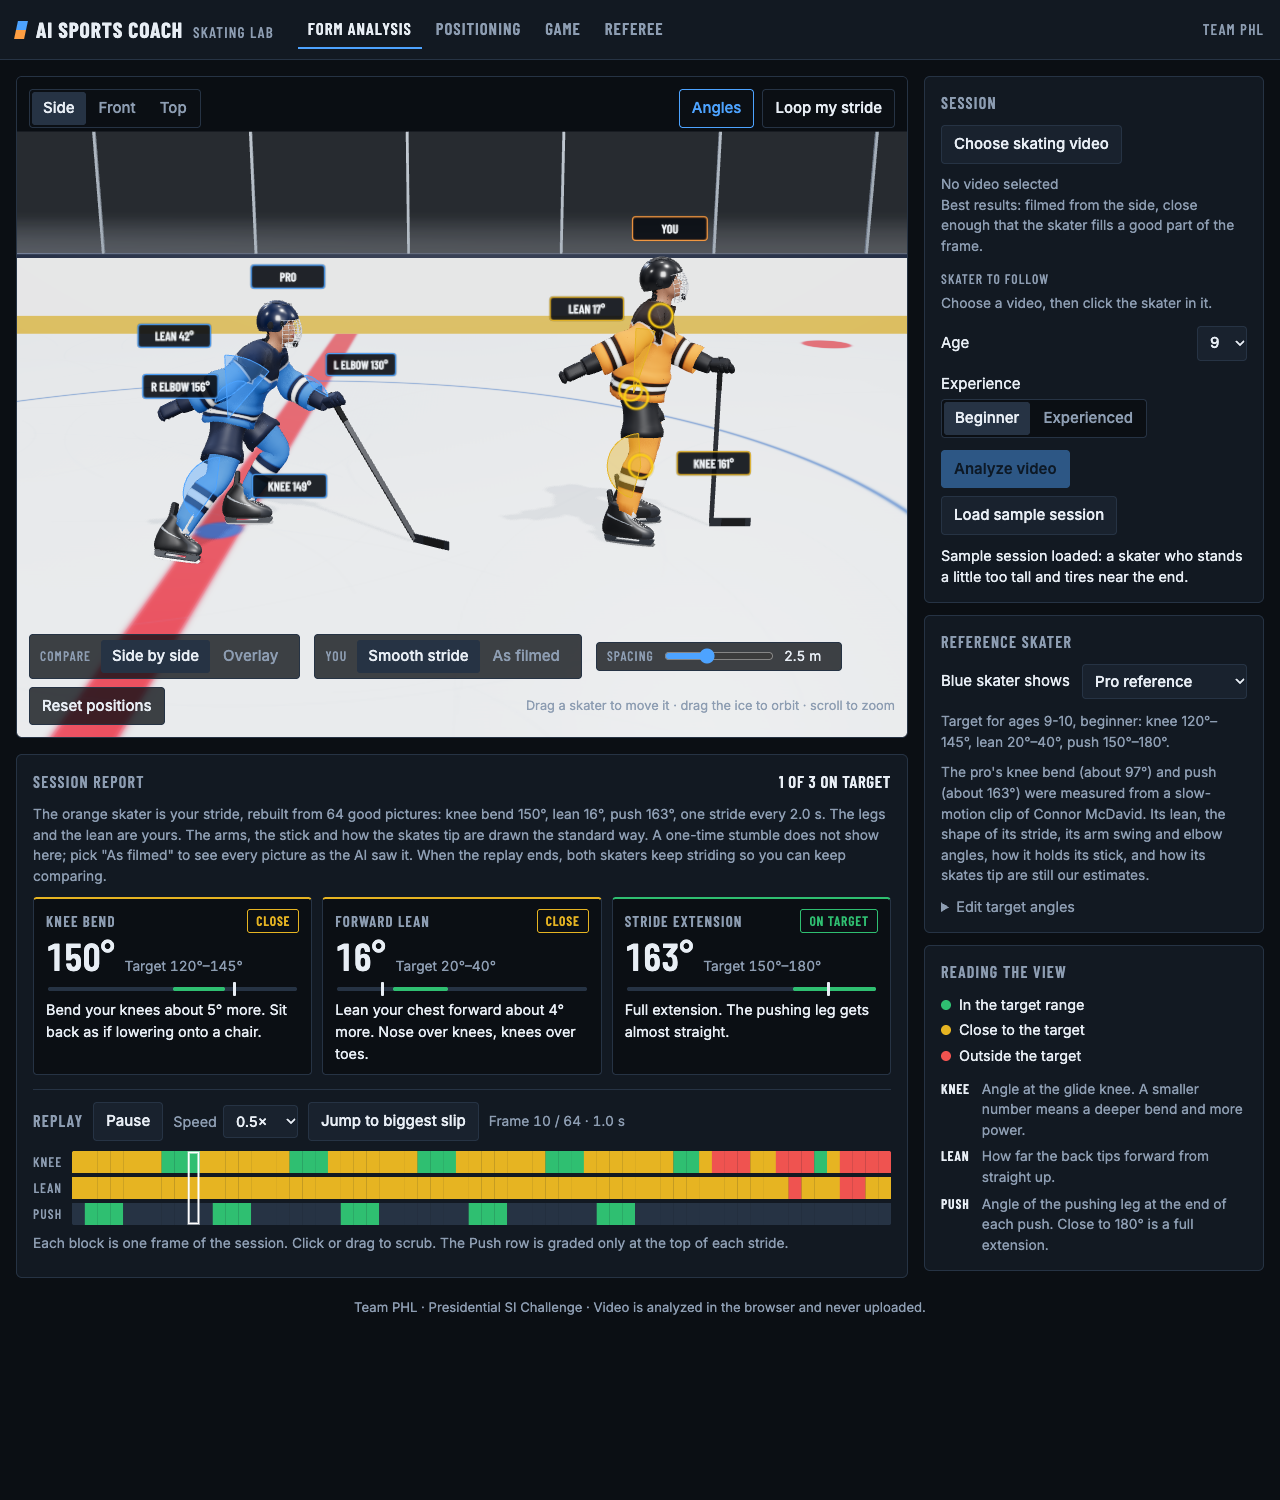 AI SPORTS COACH SKATING LAB FORM ANALYSIS POSITIONING GAME REFEREE TEAM PHL
Side Front Top Angles Loop my stride
YOU
PRO
LEAN 17°
LEAN 42°
L ELBOW 130°
R ELBOW 156°
KNEE 161°
KNEE 149°
COMPARE Side by side Overlay YOU Smooth stride As filmed SPACING 2.5 m
Reset positions Drag a skater to move it · drag the ice to orbit · scroll to zoom
SESSION
Choose skating video
No video selected
Best results: filmed from the side, close
enough that the skater fills a good part of the
frame.
SKATER TO FOLLOW
Choose a video, then click the skater in it.
Age 9
Experience
Beginner Experienced
Analyze video
Load sample session
Sample session loaded: a skater who stands
a little too tall and tires near the end.
REFERENCE SKATER
Blue skater shows Pro reference
Target for ages 9-10, beginner: knee 120°–
145°, lean 20°–40°, push 150°–180°.
The pro's knee bend (about 97°) and push
(about 163°) were measured from a slow-
motion clip of Connor McDavid. Its lean, the
shape of its stride, its arm swing and elbow
angles, how it holds its stick, and how its
skates tip are still our estimates.
Edit target angles
READING THE VIEW
In the target range
Close to the target
Outside the target
KNEE Angle at the glide knee. A smaller
number means a deeper bend and more
power.
LEAN How far the back tips forward from
straight up.
PUSH Angle of the pushing leg at the end of
each push. Close to 180° is a full
extension.
SESSION REPORT 1 OF 3 ON TARGET
The orange skater is your stride, rebuilt from 64 good pictures: knee bend 150°, lean 16°, push 163°, one stride every 2.0 s. The legs
and the lean are yours. The arms, the stick and how the skates tip are drawn the standard way. A one-time stumble does not show
here; pick "As filmed" to see every picture as the AI saw it. When the replay ends, both skaters keep striding so you can keep
comparing.
KNEE BEND CLOSE
150° Target 120°–145°
Bend your knees about 5° more. Sit
back as if lowering onto a chair.
FORWARD LEAN CLOSE
16° Target 20°–40°
Lean your chest forward about 4°
more. Nose over knees, knees over
toes.
STRIDE EXTENSION ON TARGET
163° Target 150°–180°
Full extension. The pushing leg gets
almost straight.
REPLAY Pause Speed 0.5× Jump to biggest slip Frame 10 / 64 · 1.0 s
KNEE
LEAN
PUSH
Each block is one frame of the session. Click or drag to scrub. The Push row is graded only at the top of each stride.
Team PHL · Presidential SI Challenge · Video is analyzed in the browser and never uploaded.